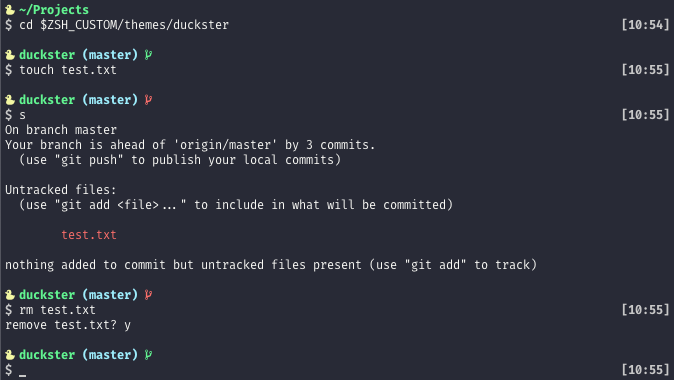 ~/Projects
$ cd $ZSH_CUSTOM/themes/duckster [10:54]
duckster (master)
$ touch test.txt [10:55]
duckster (master)
$ s [10:55]
On branch master
Your branch is ahead of 'origin/master' by 3 commits.
(use "git push" to publish your local commits)
Untracked files:
(use "git add <file>..." to include in what will be committed)
test.txt
nothing added to commit but untracked files present (use "git add" to track)
duckster (master)
$ rm test.txt [10:55]
remove test.txt? y
duckster (master)
$ _ [10:55]